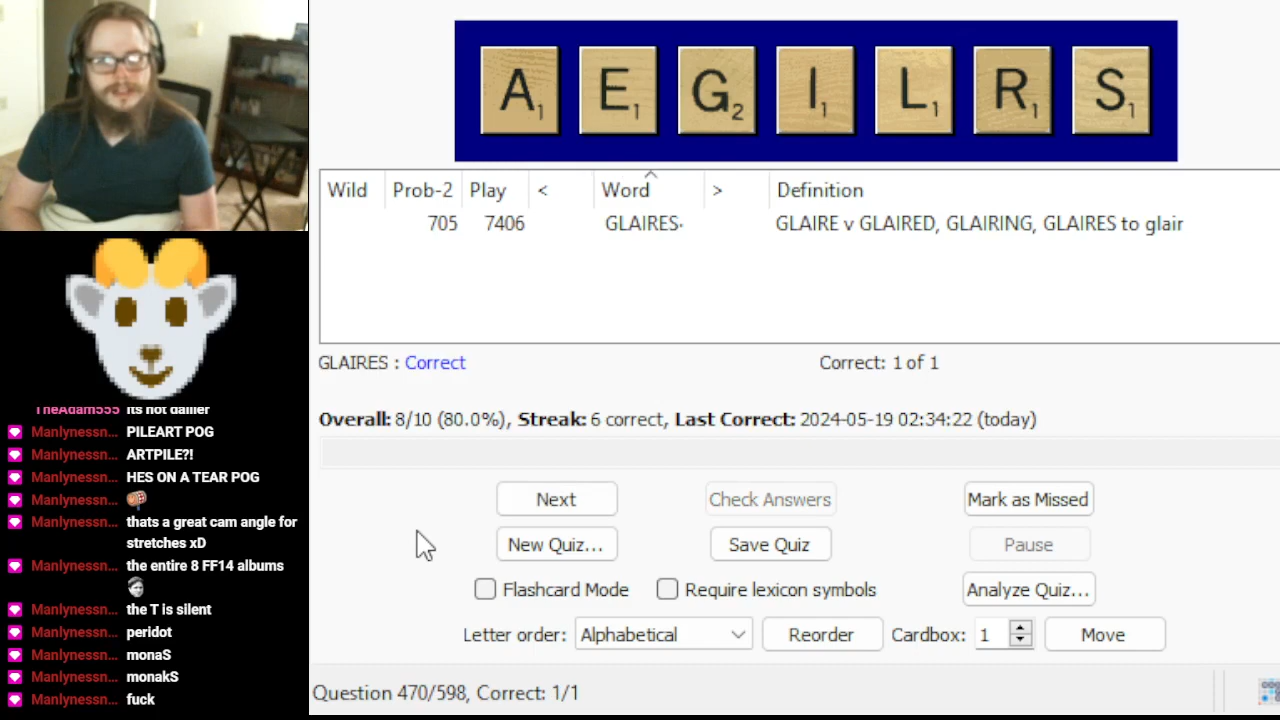 A1 E1 G2 I1 L1 R1 S1
Wild Prob-2 Play < Word > Definition
705 7406 GLAIRES· GLAIRE v GLAIRED, GLAIRING, GLAIRES to glair
GLAIRES : Correct Correct: 1 of 1
Overall: 8/10 (80.0%), Streak: 6 correct, Last Correct: 2024-05-19 02:34:22 (today)
Next Check Answers Mark as Missed
New Quiz... Save Quiz Pause
Flashcard Mode Require lexicon symbols Analyze Quiz...
Letter order: Alphabetical Reorder Cardbox: 1 Move
Question 470/598, Correct: 1/1
TheAdam555 its not dallier
Manlynessn... PILEART POG
Manlynessn... ARTPILE?!
Manlynessn... HES ON A TEAR POG
Manlynessn...
Manlynessn... thats a great cam angle for
stretches xD
Manlynessn... the entire 8 FF14 albums
Manlynessn... the T is silent
Manlynessn... peridot
Manlynessn... monaS
Manlynessn... monakS
Manlynessn... fuck